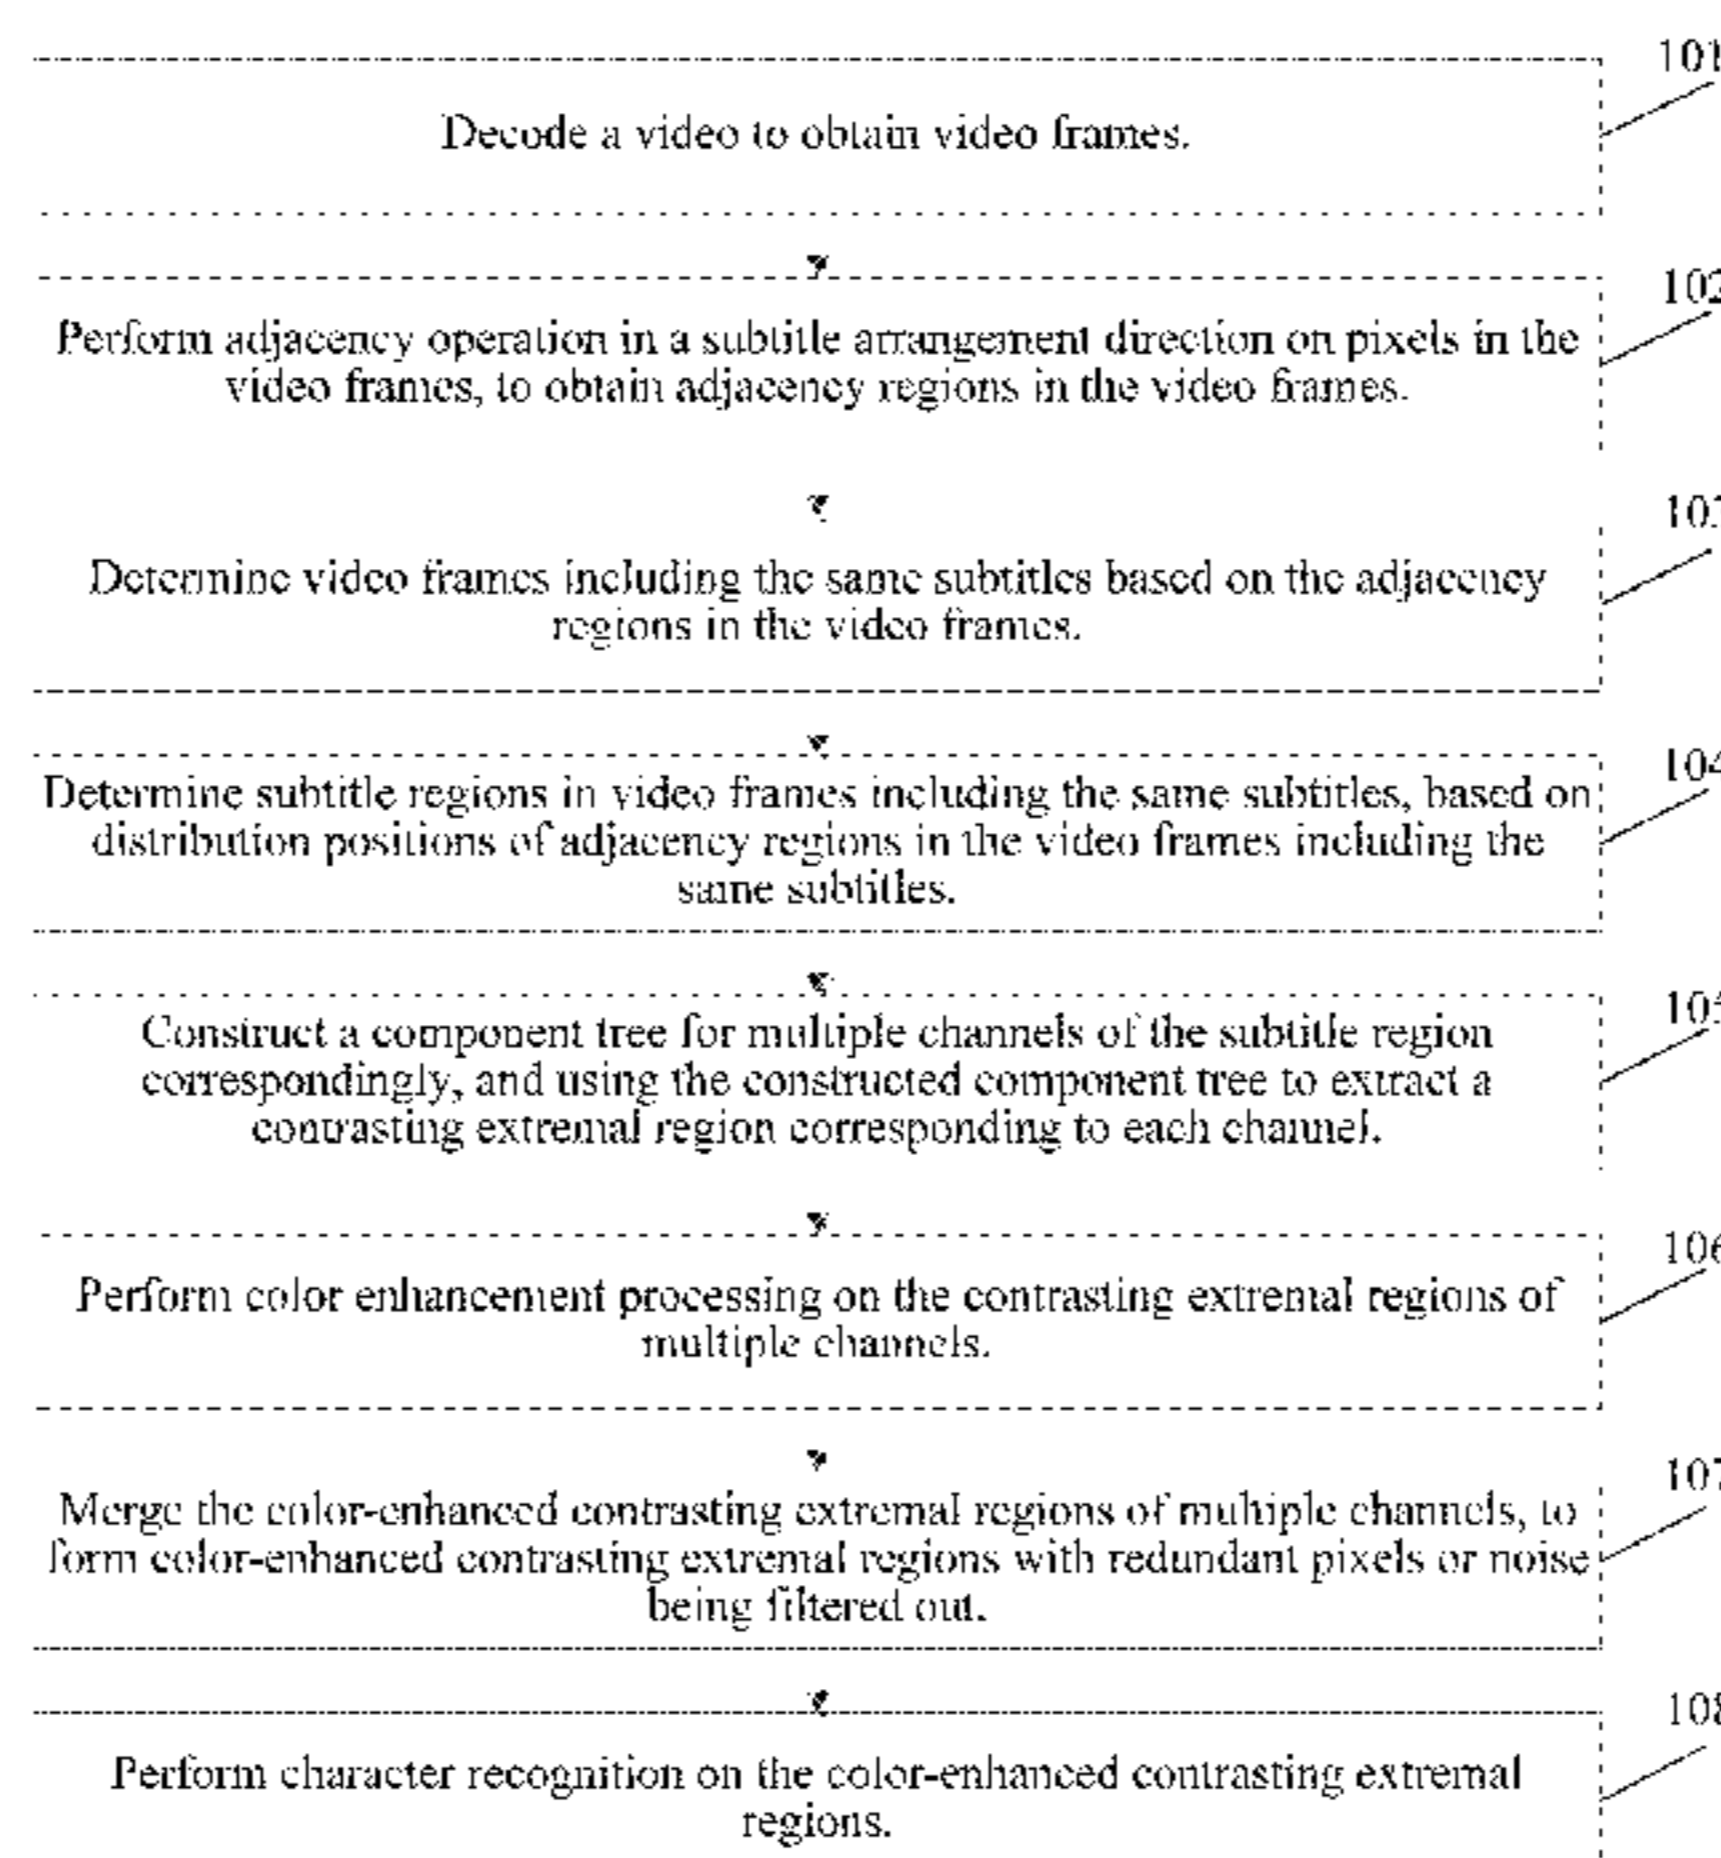 101
Decode a video to obtain video frames.
102
Perform adjacency operation in a subtitle arrangement direction on pixels in the
video frames, to obtain adjacency regions in the video frames.
103
Determine video frames including the same subtitles based on the adjacency
regions in the video frames.
104
Determine subtitle regions in video frames including the same subtitles, based on
distribution positions of adjacency regions in the video frames including the
same subtitles.
105
Construct a component tree for multiple channels of the subtitle region
correspondingly, and using the constructed component tree to extract a
contrasting extremal region corresponding to each channel.
106
Perform color enhancement processing on the contrasting extremal regions of
multiple channels.
107
Merge the color-enhanced contrasting extremal regions of multiple channels, to
form color-enhanced contrasting extremal regions with redundant pixels or noise
being filtered out.
108
Perform character recognition on the color-enhanced contrasting extremal
regions.